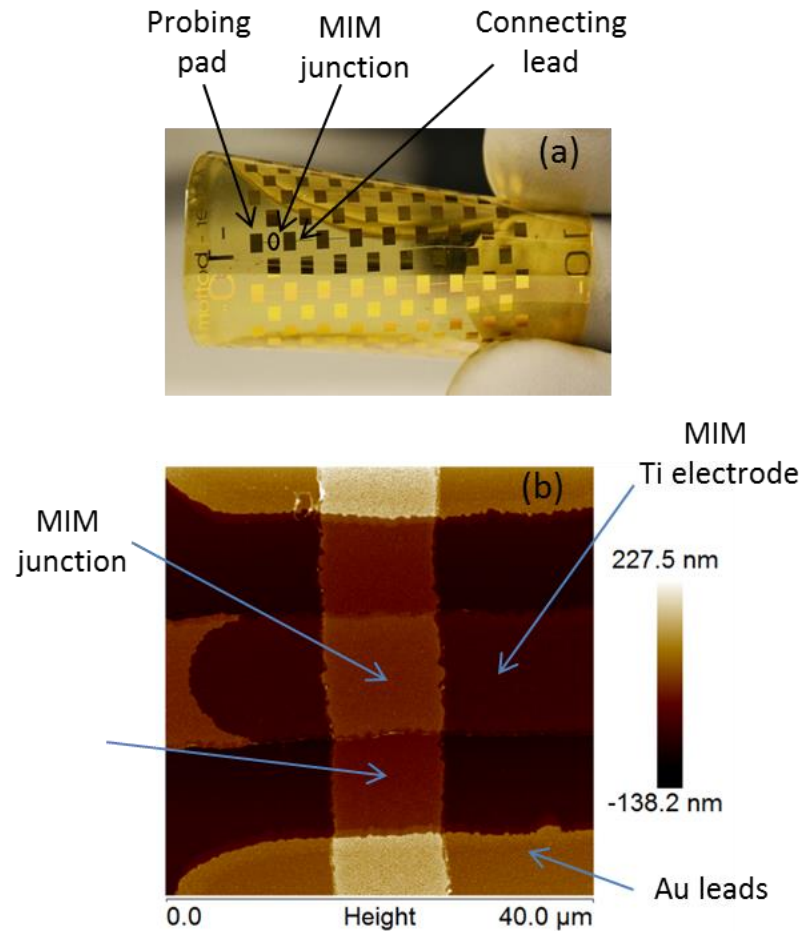 Probing
pad
MIM
junction
Connecting
lead
(a)
MIM
Ti electrode
(b)
MIM
junction
227.5 nm
-138.2 nm
Au leads
0.0
Height
40.0 µm